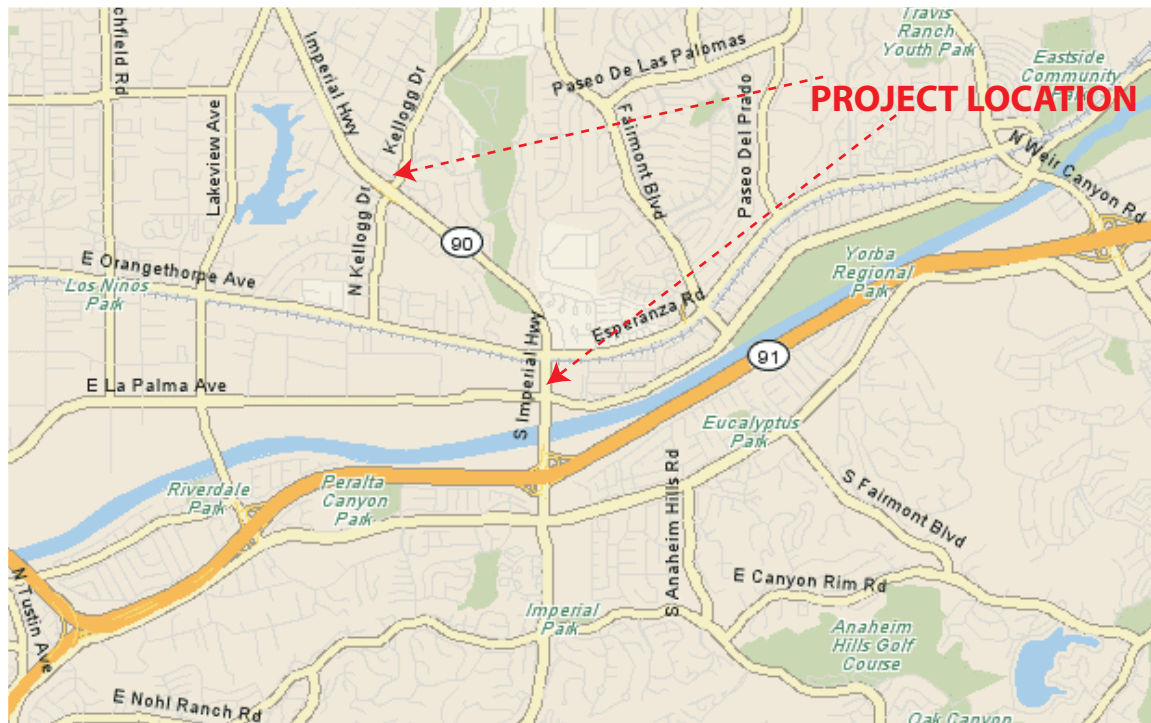 chfield Rd
Imperial Hwy
Kellogg Dr
Lakeview Ave
Paseo De Las Palomas
Travis
Ranch
Youth Park
Eastside
Community
PROJECT LOCATION
Fairmont Blvd
Paseo Del Prado
N Weir Canyon Rd
N Kellogg Dr
90
E Orangethorpe Ave
Los Ninos
Park
Yorba
Regional
Park
Esperanza Rd
S Imperial Hwy
91
E La Palma Ave
Eucalyptus
Park
Riverdale
Park
Peralta
Canyon
Park
S Anaheim Hills Rd
S Fairmont Blvd
N Tustin Ave
E Canyon Rim Rd
Imperial
Park
Anaheim
Hills Golf
Course
E Nohl Ranch Rd
Oak Canyon